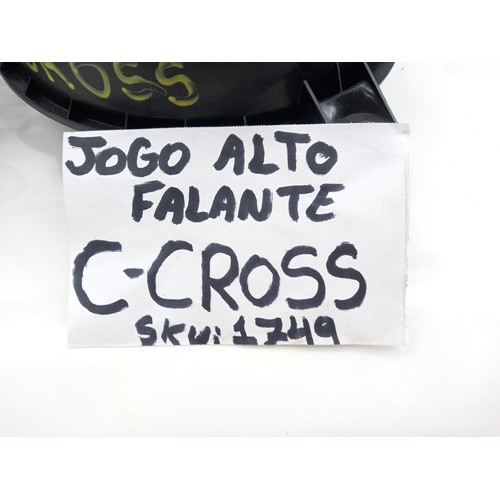 JOGO ALTO
FALANTE
C-CROSS
SKU: 1749